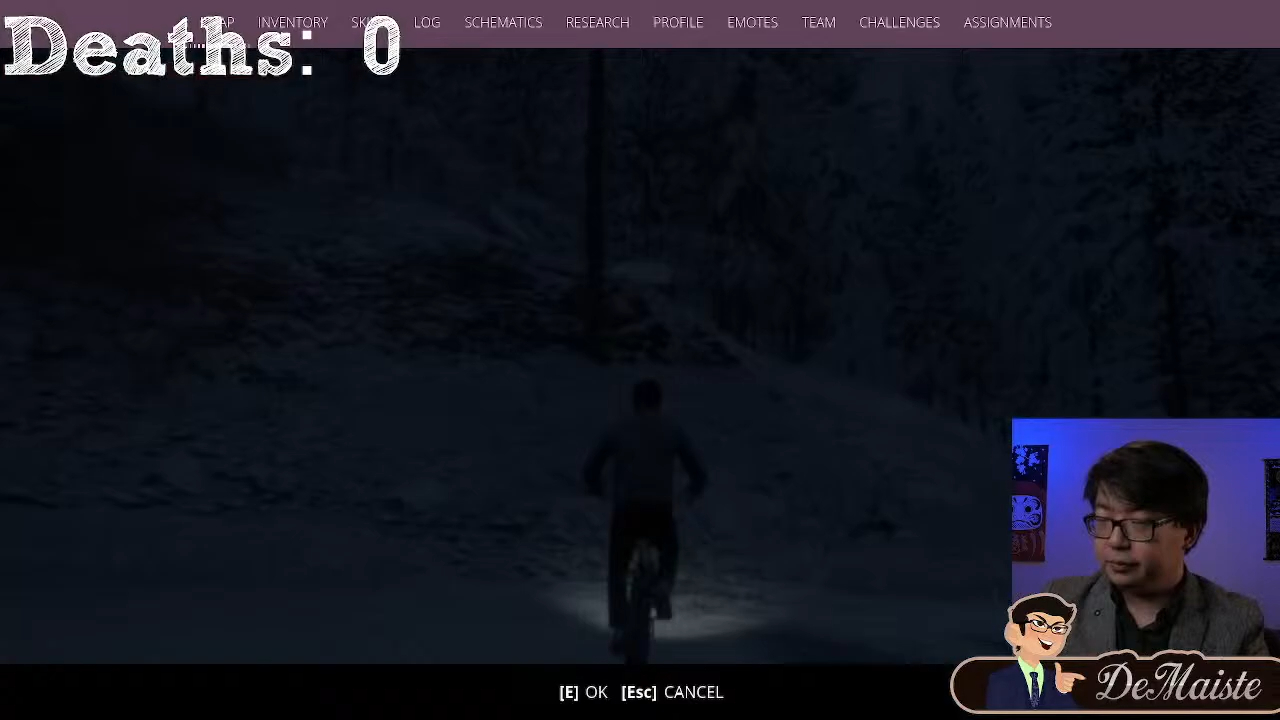 INVENTORY LOG SCHEMATICS RESEARCH PROFILE EMOTES TEAM CHALLENGES ASSIGNMENTS
Deaths: 0
[E] OK [Esc] CANCEL
DeMaiste